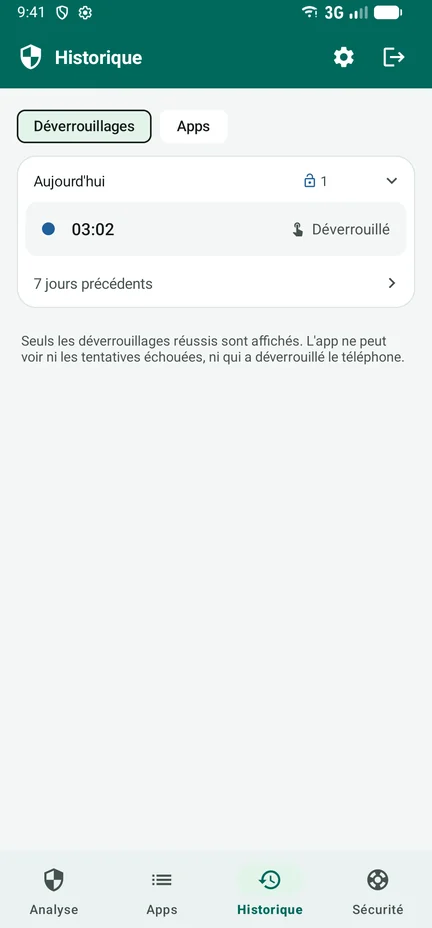 9:41
3G
Historique
Déverrouillages
Apps
Aujourd'hui
1
03:02
Déverrouillé
7 jours précédents
Seuls les déverrouillages réussis sont affichés. L'app ne peut
voir ni les tentatives échouées, ni qui a déverrouillé le téléphone.
Analyse
Apps
Historique
Sécurité